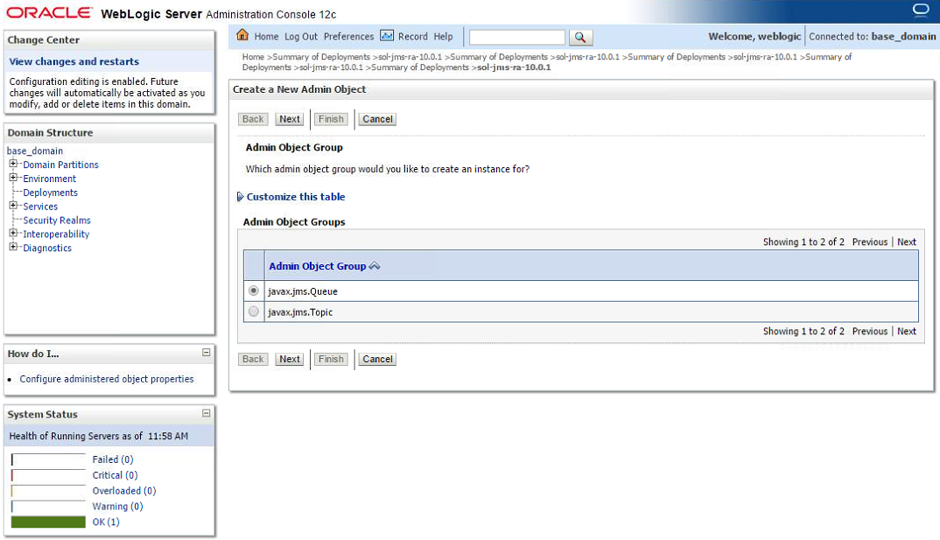 ORACLE WebLogic Server Administration Console 12c
Change Center
View changes and restarts
Configuration editing is enabled. Future
changes will automatically be activated as you
modify, add or delete items in this domain.
Domain Structure
base_domain
Domain Partitions
Environment
Deployments
Services
Security Realms
Interoperability
Diagnostics
How do I...
Configure administered object properties
System Status
Health of Running Servers as of 11:58 AM
Failed (0)
Critical (0)
Overloaded (0)
Warning (0)
OK (1)
Home Log Out Preferences Record Help
Welcome, weblogic Connected to: base_domain
Home >Summary of Deployments >sol-jms-ra-10.0.1 >Summary of Deployments >sol-jms-ra-10.0.1 >Summary of Deployments >sol-jms-ra-10.0.1 >Summary of
Deployments >sol-jms-ra-10.0.1 >Summary of Deployments >sol-jms-ra-10.0.1
Create a New Admin Object
Back Next Finish Cancel
Admin Object Group
Which admin object group would you like to create an instance for?
Customize this table
Admin Object Groups
Showing 1 to 2 of 2 Previous Next
Admin Object Group
javax.jms.Queue
javax.jms.Topic
Showing 1 to 2 of 2 Previous Next
Back Next Finish Cancel